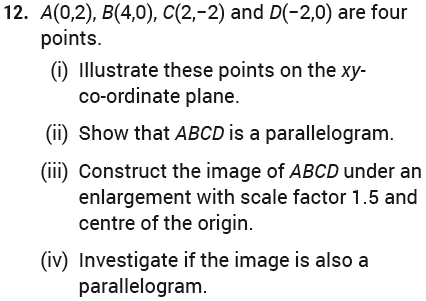 12. A(0,2), B(4,0), C(2,−2) and D(−2,0) are four
points.
(i) Illustrate these points on the xy-
co-ordinate plane.
(ii) Show that ABCD is a parallelogram.
(iii) Construct the image of ABCD under an
enlargement with scale factor 1.5 and
centre of the origin.
(iv) Investigate if the image is also a
parallelogram.